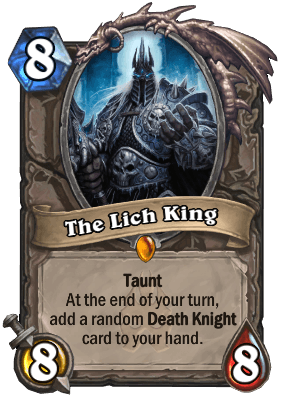 8
The Lich King
Taunt
At the end of your turn,
add a random Death Knight
card to your hand.
8 8